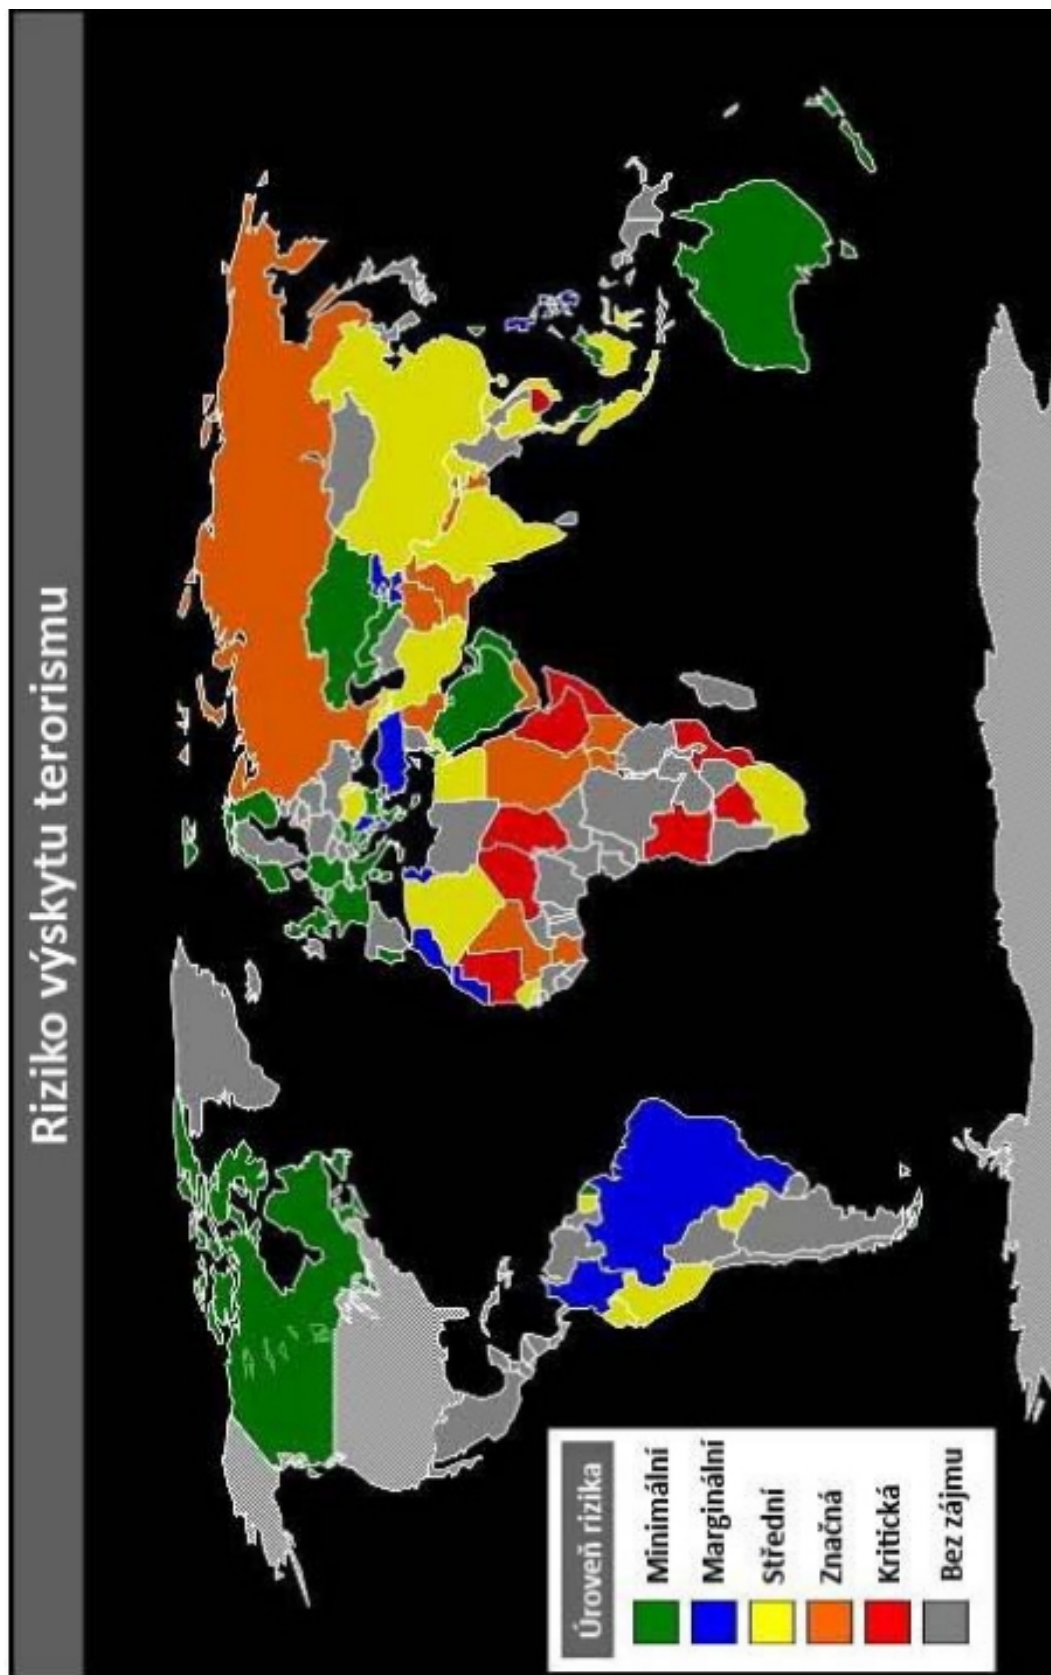 Riziko výskytu terorismu
Úroveň rizika
Minimální
Marginální
Střední
Značná
Kritická
Bez zájmu